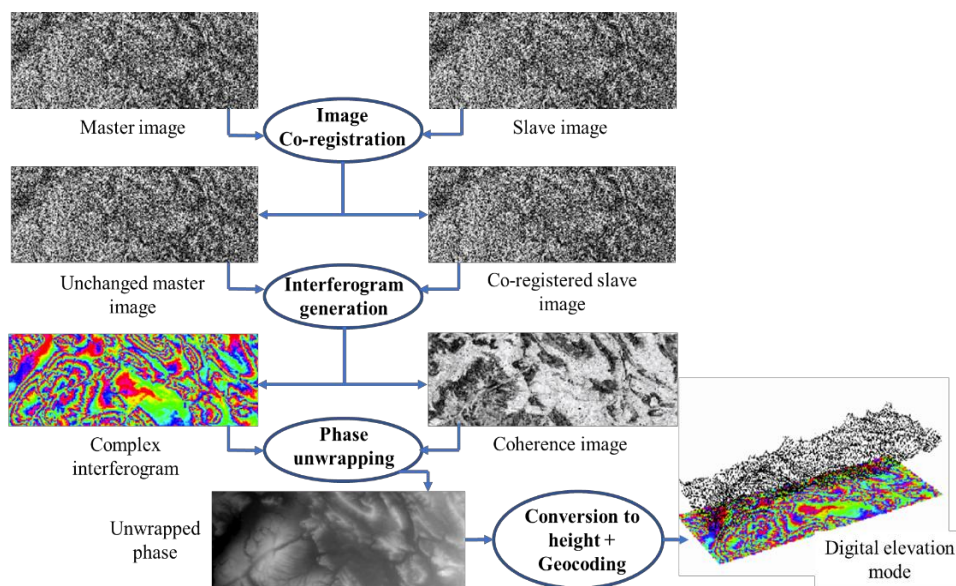 Master image
Image
Co-registration
Slave image
Unchanged master
image
Interferogram
generation
Co-registered slave
image
Complex
interferogram
Phase
unwrapping
Coherence image
Unwrapped
phase
Conversion to
height +
Geocoding
Digital elevation
mode